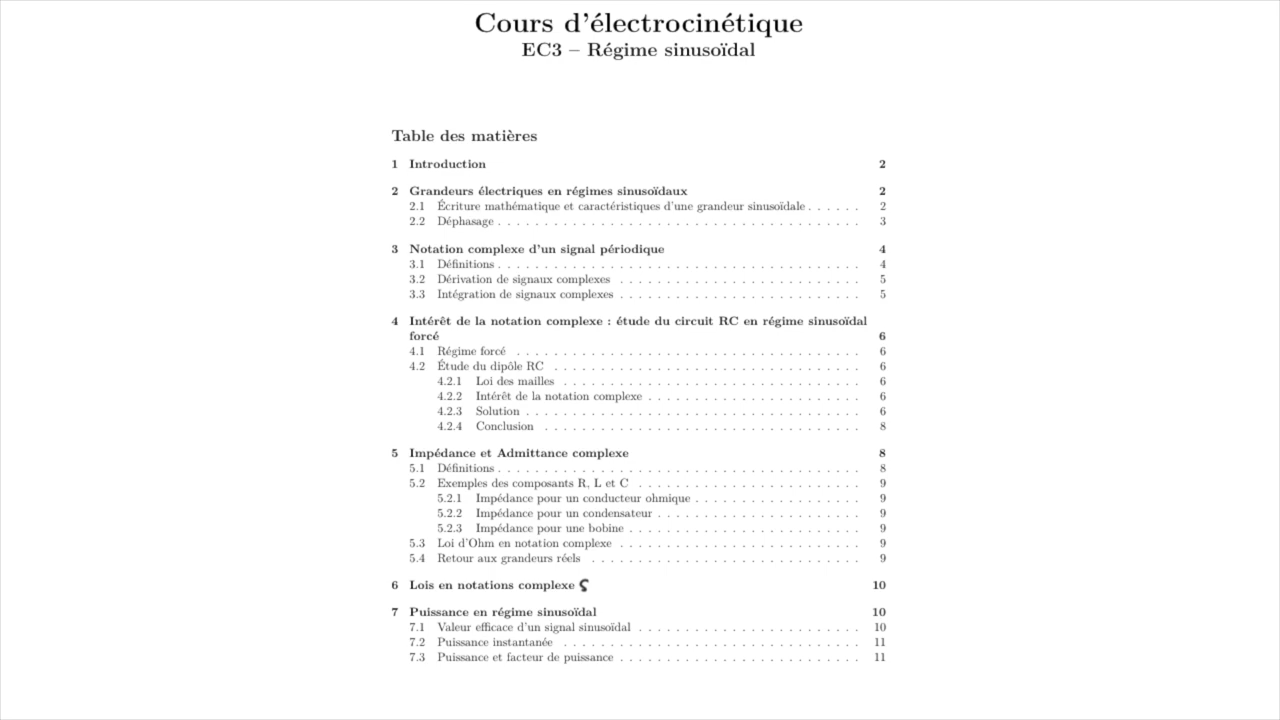 Cours d'électrocinétique
EC3 – Régime sinusoïdal
Table des matières
1 Introduction 2
2 Grandeurs électriques en régimes sinusoïdaux 2
2.1 Écriture mathématique et caractéristiques d'une grandeur sinusoïdale . . . . . . 2
2.2 Déphasage . . . . . . . . . . . . . . . . . . . . . . . . . . . . . . . . . . . . . . . 3
3 Notation complexe d'un signal périodique 4
3.1 Définitions . . . . . . . . . . . . . . . . . . . . . . . . . . . . . . . . . . . . . . . 4
3.2 Dérivation de signaux complexes . . . . . . . . . . . . . . . . . . . . . . . . . . 5
3.3 Intégration de signaux complexes . . . . . . . . . . . . . . . . . . . . . . . . . . 5
4 Intérêt de la notation complexe : étude du circuit RC en régime sinusoïdal
forcé 6
4.1 Régime forcé . . . . . . . . . . . . . . . . . . . . . . . . . . . . . . . . . . . . . 6
4.2 Étude du dipôle RC . . . . . . . . . . . . . . . . . . . . . . . . . . . . . . . . . 6
4.2.1 Loi des mailles . . . . . . . . . . . . . . . . . . . . . . . . . . . . . . . . 6
4.2.2 Intérêt de la notation complexe . . . . . . . . . . . . . . . . . . . . . . . 6
4.2.3 Solution . . . . . . . . . . . . . . . . . . . . . . . . . . . . . . . . . . . . 6
4.2.4 Conclusion . . . . . . . . . . . . . . . . . . . . . . . . . . . . . . . . . . 8
5 Impédance et Admittance complexe 8
5.1 Définitions . . . . . . . . . . . . . . . . . . . . . . . . . . . . . . . . . . . . . . . 8
5.2 Exemples des composants R, L et C . . . . . . . . . . . . . . . . . . . . . . . . 9
5.2.1 Impédance pour un conducteur ohmique . . . . . . . . . . . . . . . . . . 9
5.2.2 Impédance pour un condensateur . . . . . . . . . . . . . . . . . . . . . . 9
5.2.3 Impédance pour une bobine . . . . . . . . . . . . . . . . . . . . . . . . . 9
5.3 Loi d'Ohm en notation complexe . . . . . . . . . . . . . . . . . . . . . . . . . . 9
5.4 Retour aux grandeurs réels . . . . . . . . . . . . . . . . . . . . . . . . . . . . . 9
6 Lois en notations complexe 10
7 Puissance en régime sinusoïdal 10
7.1 Valeur efficace d'un signal sinusoïdal . . . . . . . . . . . . . . . . . . . . . . . . 10
7.2 Puissance instantanée . . . . . . . . . . . . . . . . . . . . . . . . . . . . . . . . 11
7.3 Puissance et facteur de puissance . . . . . . . . . . . . . . . . . . . . . . . . . . 11